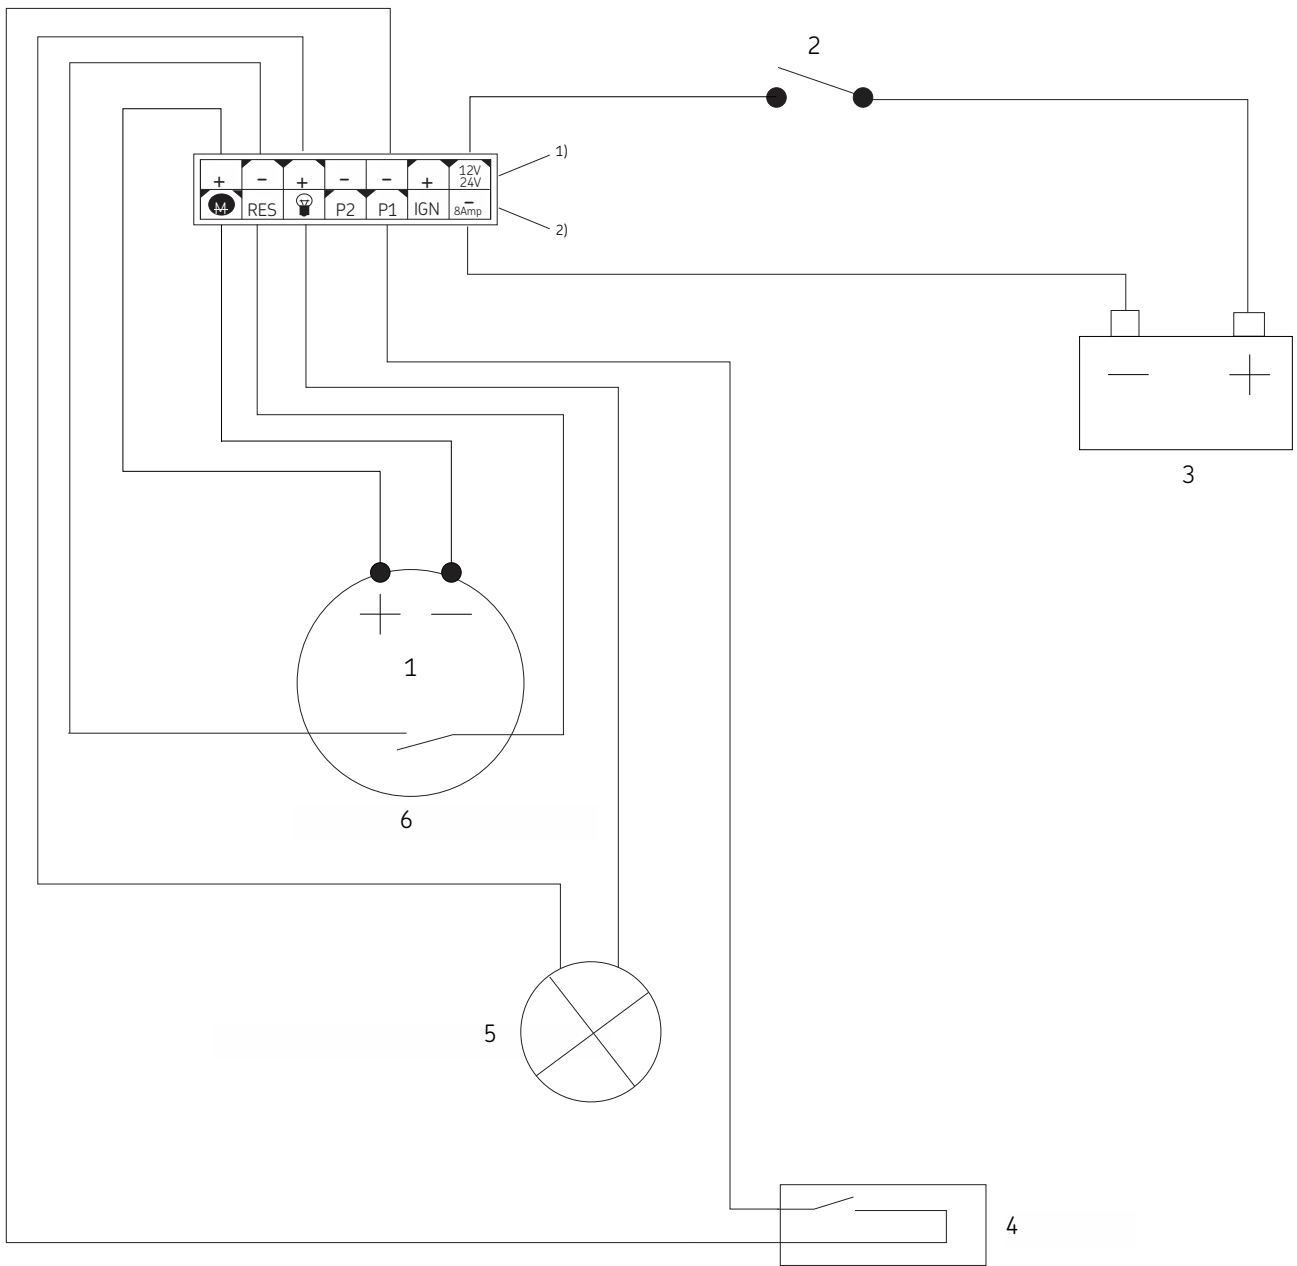 2
1)
+ − + − − + 12V
24V
M RES P2 P1 IGN −
8Amp
2)
− +
3
+ −
1
6
5
4